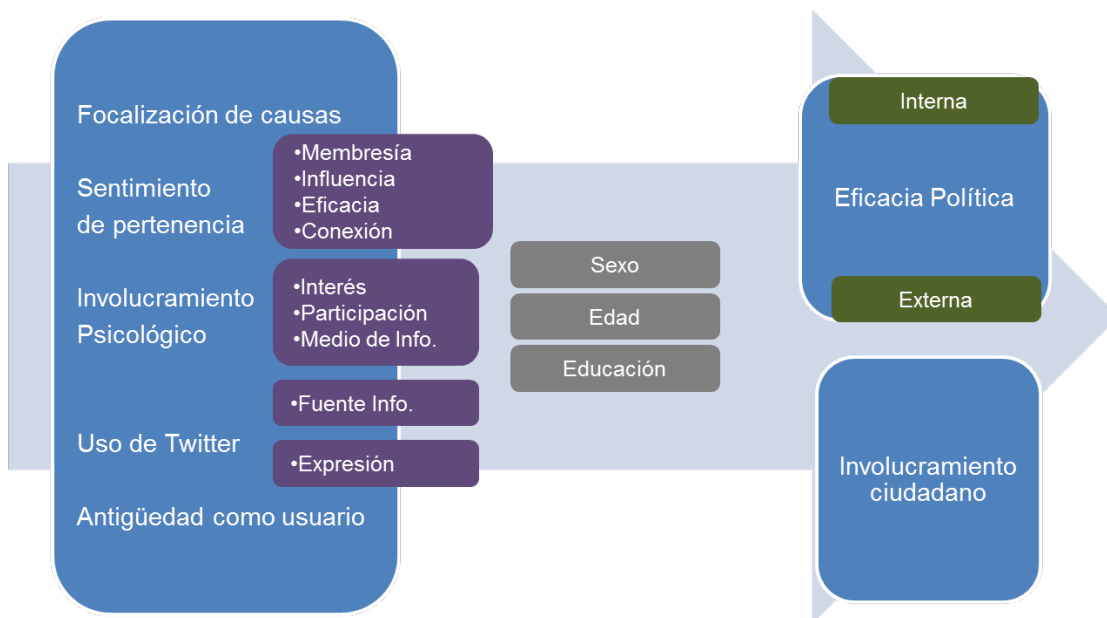 Focalización de causas
Sentimiento
de pertenencia
•Membresía
•Influencia
•Eficacia
•Conexión
Involucramiento
Psicológico
•Interés
•Participación
•Medio de Info.
Uso de Twitter
•Fuente Info.
•Expresión
Antigüedad como usuario
Sexo
Edad
Educación
Interna
Eficacia Política
Externa
Involucramiento
ciudadano